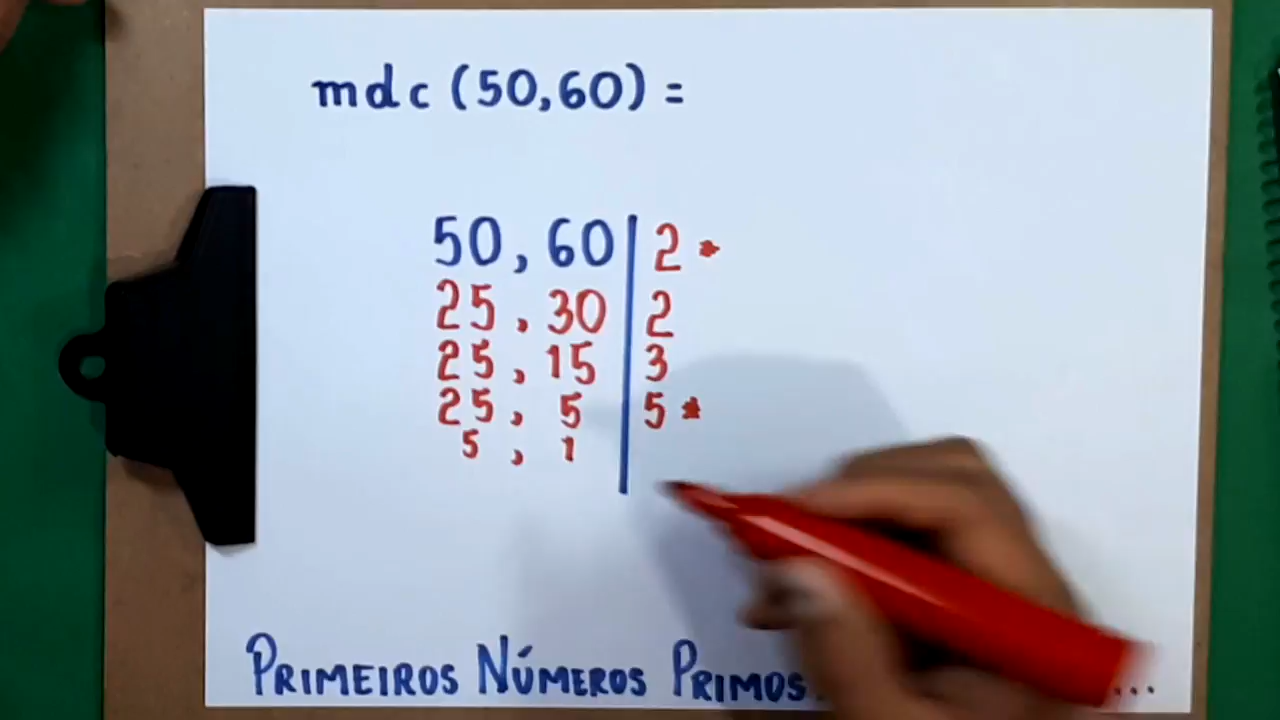 mdc (50,60) =
50, 60 | 2 *
25, 30 | 2
25, 15 | 3
25, 5 | 5 *
5, 1
PRIMEIROS NÚMEROS PRIMOS: ...